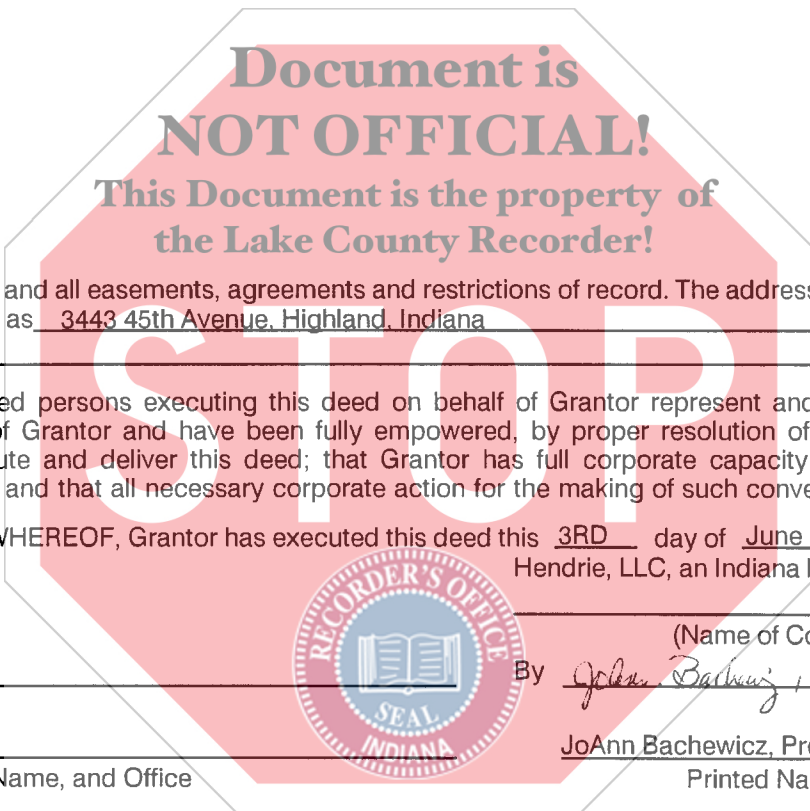 Document is
NOT OFFICIAL!
This Document is the property of
the Lake County Recorder!
and all easements, agreements and restrictions of record. The address
as 3443 45th Avenue, Highland, Indiana
STOP
ed persons executing this deed on behalf of Grantor represent and
of Grantor and have been fully empowered, by proper resolution of
ute and deliver this deed; that Grantor has full corporate capacity
and that all necessary corporate action for the making of such conve
WHEREOF, Grantor has executed this deed this 3RD day of June
Hendrie, LLC, an Indiana
RECORDER'S OFFICE
SEAL
INDIANA
(Name of Co
By JoAnn Bachewicz,
JoAnn Bachewicz, Pre
Name, and Office
Printed Na